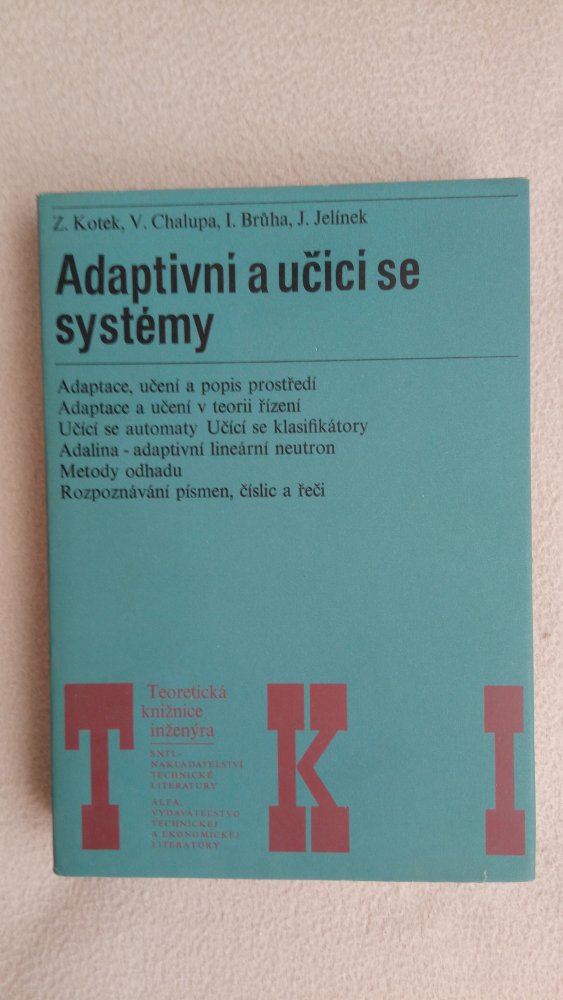 Z. Kotek, V. Chalupa, I. Brůha, J. Jelínek
Adaptivní a učící se
systémy
Adaptace, učení a popis prostředí
Adaptace a učení v teorii řízení
Učící se automaty Učící se klasifikátory
Adalina - adaptivní lineární neutron
Metody odhadu
Rozpoznávání písmen, číslic a řeči
Teoretická
knižnice
inženýra
SNTL-
NAKLADATELSTVÍ
TECHNICKÉ
LITERATURY
ALFA,
VYDAVATEĽSTVO
TECHNICKEJ
A EKONOMICKEJ
LITERATÚRY
T K I